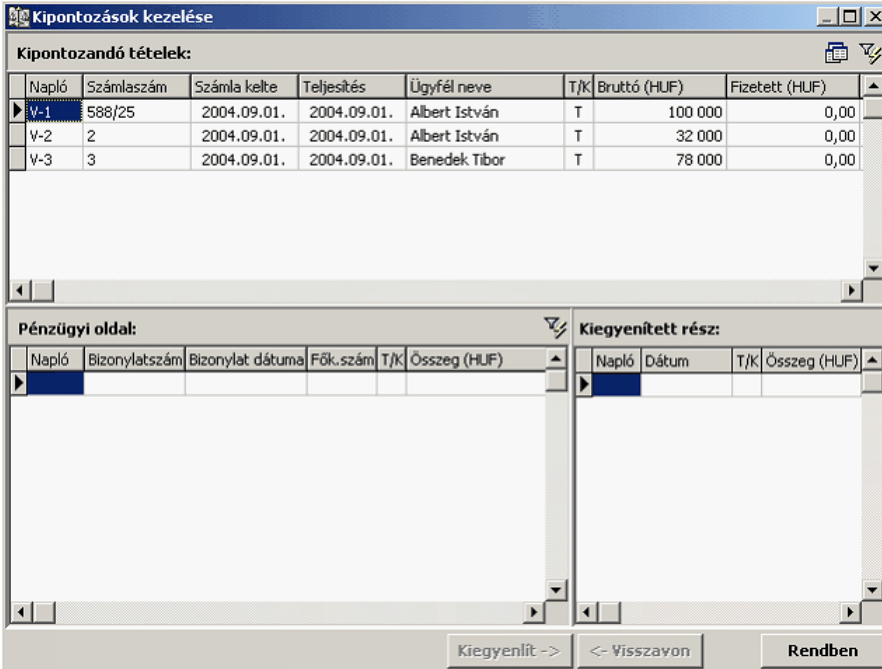 Kipontozások kezelése
Kipontozandó tételek:
Napló Számlaszám Számla kelte Teljesítés Ügyfél neve T/K Bruttó (HUF) Fizetett (HUF)
V-1 588/25 2004.09.01. 2004.09.01. Albert István T 100 000 0,00
V-2 2 2004.09.01. 2004.09.01. Albert István T 32 000 0,00
V-3 3 2004.09.01. 2004.09.01. Benedek Tibor T 78 000 0,00
Pénzügyi oldal:
Napló Bizonylatszám Bizonylat dátuma Fők.szám T/K Összeg (HUF)
Kiegyenített rész:
Napló Dátum T/K Összeg (HUF)
Kiegyenlít -> <- Visszavon Rendben